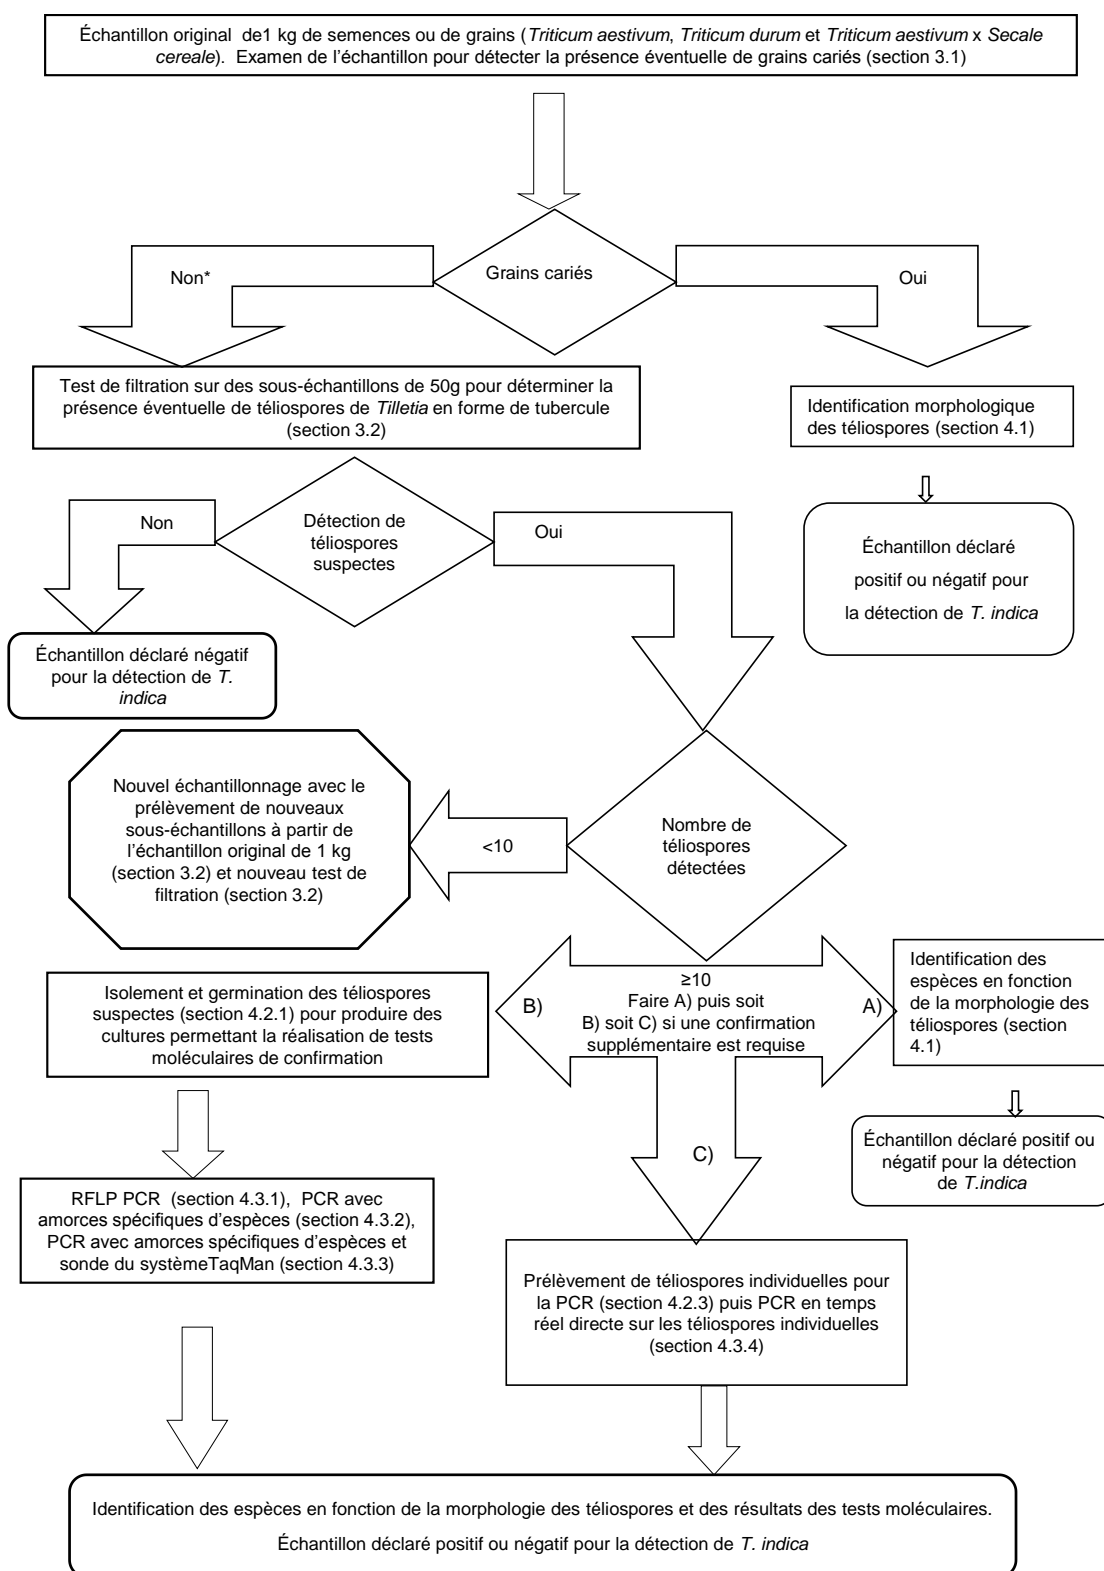 Échantillon original  de1 kg de semences ou de grains (Triticum aestivum, Triticum durum et Triticum aestivum x Secale
cereale).  Examen de l'échantillon pour détecter la présence éventuelle de grains cariés (section 3.1)
Grains cariés
Non*
Oui
Test de filtration sur des sous-échantillons de 50g pour déterminer la
présence éventuelle de téliospores de Tilletia en forme de tubercule
(section 3.2)
Identification morphologique
des téliospores (section 4.1)
Échantillon déclaré
positif ou négatif pour
la détection de T. indica
Détection de
téliospores
suspectes
Non
Oui
Échantillon déclaré négatif
pour la détection de T.
indica
Nombre de
téliospores
détectées
<10
Nouvel échantillonnage avec le
prélèvement de nouveaux
sous-échantillons à partir de
l'échantillon original de 1 kg
(section 3.2) et nouveau test de
filtration (section 3.2)
≥10
Faire A) puis soit
B) soit C) si une confirmation
supplémentaire est requise
A)
B)
C)
Identification des
espèces en fonction
de la morphologie des
téliospores (section
4.1)
Échantillon déclaré positif ou
négatif pour la détection
de T.indica
Isolement et germination des téliospores
suspectes (section 4.2.1) pour produire des
cultures permettant la réalisation de tests
moléculaires de confirmation
RFLP PCR  (section 4.3.1),  PCR avec
amorces spécifiques d'espèces (section 4.3.2),
PCR avec amorces spécifiques d'espèces et
sonde du systèmeTaqMan (section 4.3.3)
Prélèvement de téliospores individuelles pour
la PCR (section 4.2.3) puis PCR en temps
réel directe sur les téliospores individuelles
(section 4.3.4)
Identification des espèces en fonction de la morphologie des téliospores et des résultats des tests moléculaires.
Échantillon déclaré positif ou négatif pour la détection de T. indica